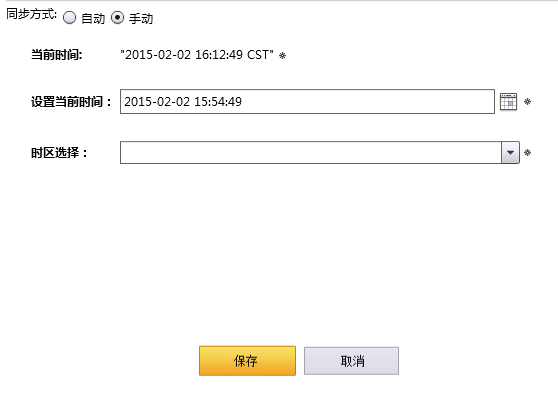 同步方式: 自动 手动
当前时间: "2015-02-02 16:12:49 CST" *
设置当前时间： 2015-02-02 15:54:49 *
时区选择： *
保存 取消